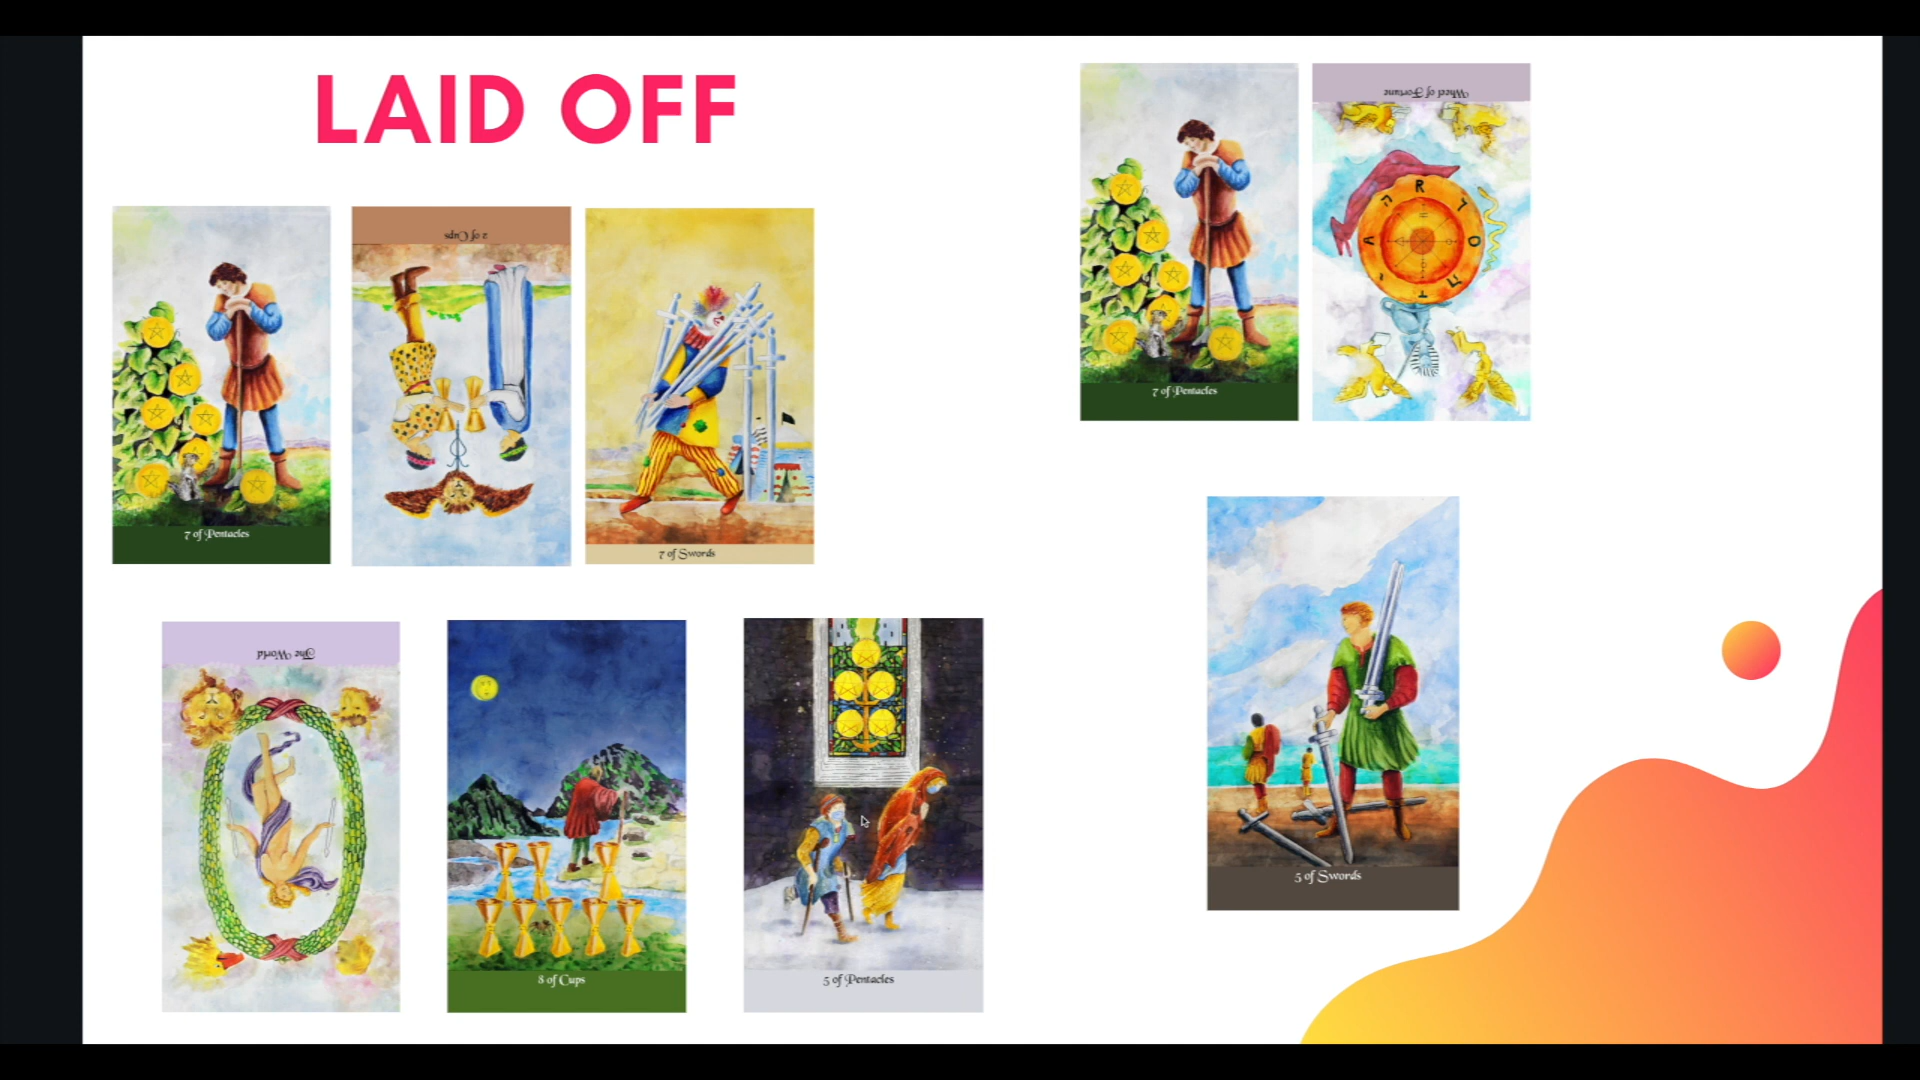 LAID OFF
7 of Pentacles
2 of Cups
7 of Swords
The World
8 of Cups
5 of Pentacles
7 of Pentacles
Wheel of Fortune
5 of Swords